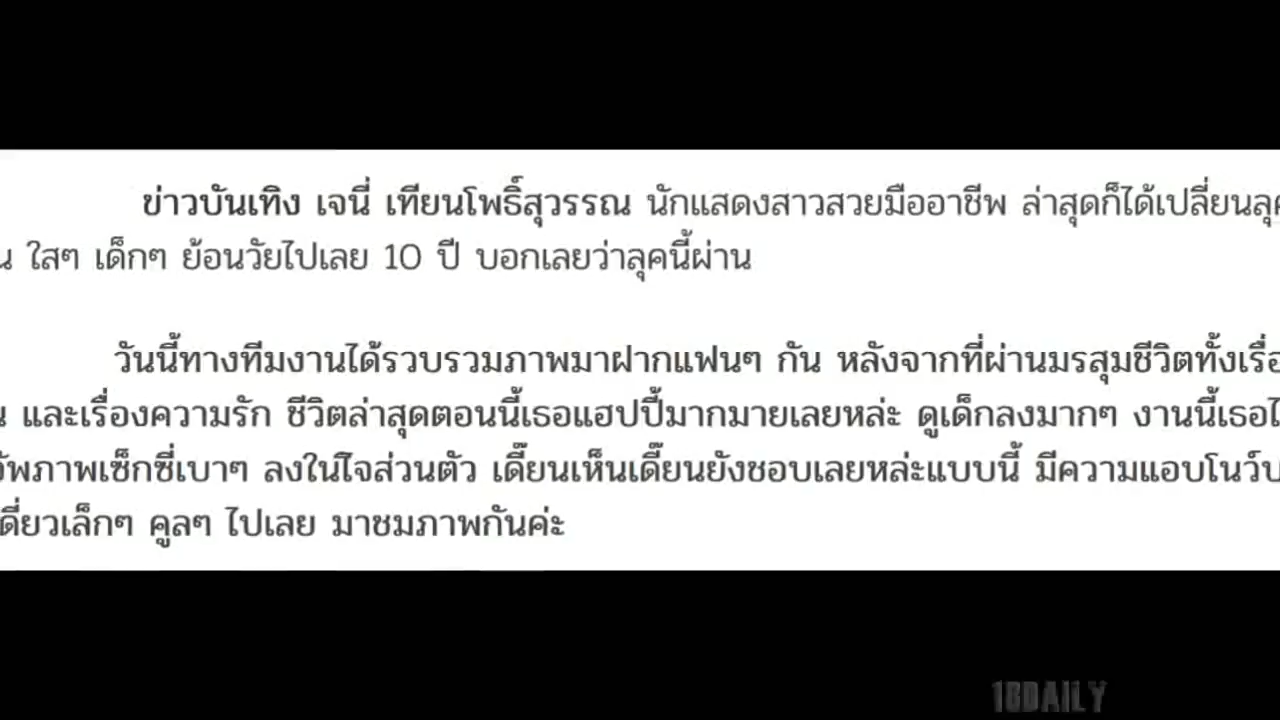 ข่าวบันเทิง เจนี่ เทียนโพธิ์สุวรรณ นักแสดงสาวสวยมืออาชีพ ล่าสุดก็ได้เปลี่ยนลุค
น ใสๆ เด็กๆ ย้อนวัยไปเลย 10 ปี บอกเลยว่าลุคนี้ผ่าน
วันนี้ทางทีมงานได้รวบรวมภาพมาฝากแฟนๆ กัน หลังจากที่ผ่านมรสุมชีวิตทั้งเรื่อ
น และเรื่องความรัก ชีวิตล่าสุดตอนนี้เธอแฮปปี้มากมายเลยหล่ะ ดูเด็กลงมากๆ งานนี้เธอไ
อัพภาพเซ็กซี่เบาๆ ลงในไอจีส่วนตัว เดี๊ยนเห็นเดี๊ยนยังชอบเลยหล่ะแบบนี้ มีความแอบโนว์บ
เดี่ยวเล็กๆ คูลๆ ไปเลย มาชมภาพกันค่ะ
18DAILY